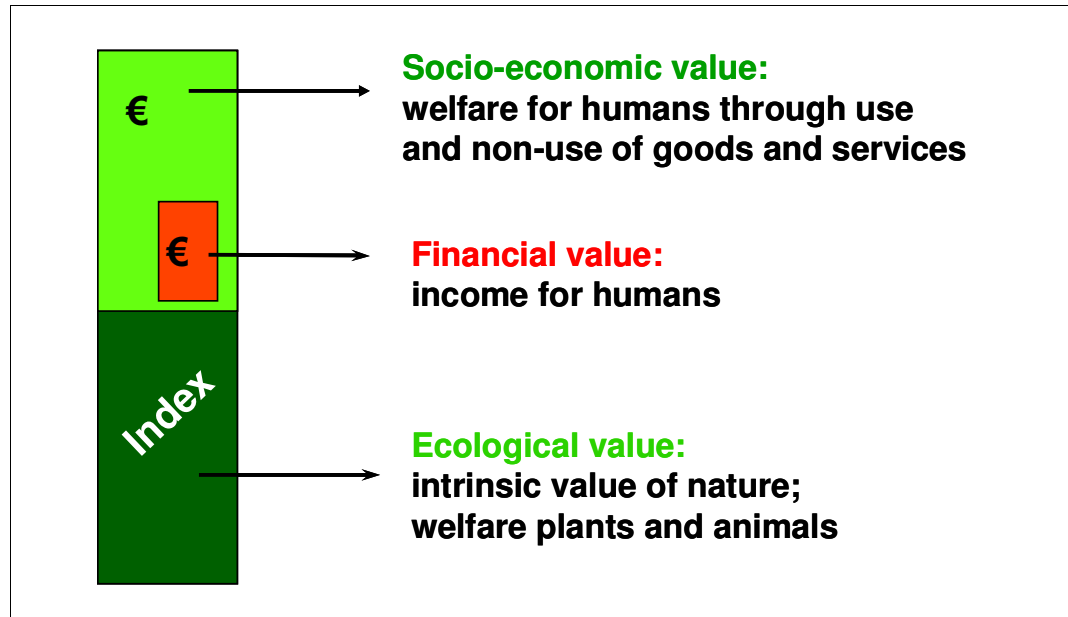 €
Socio-economic value:
welfare for humans through use
and non-use of goods and services
€
Financial value:
income for humans
Index
Ecological value:
intrinsic value of nature;
welfare plants and animals